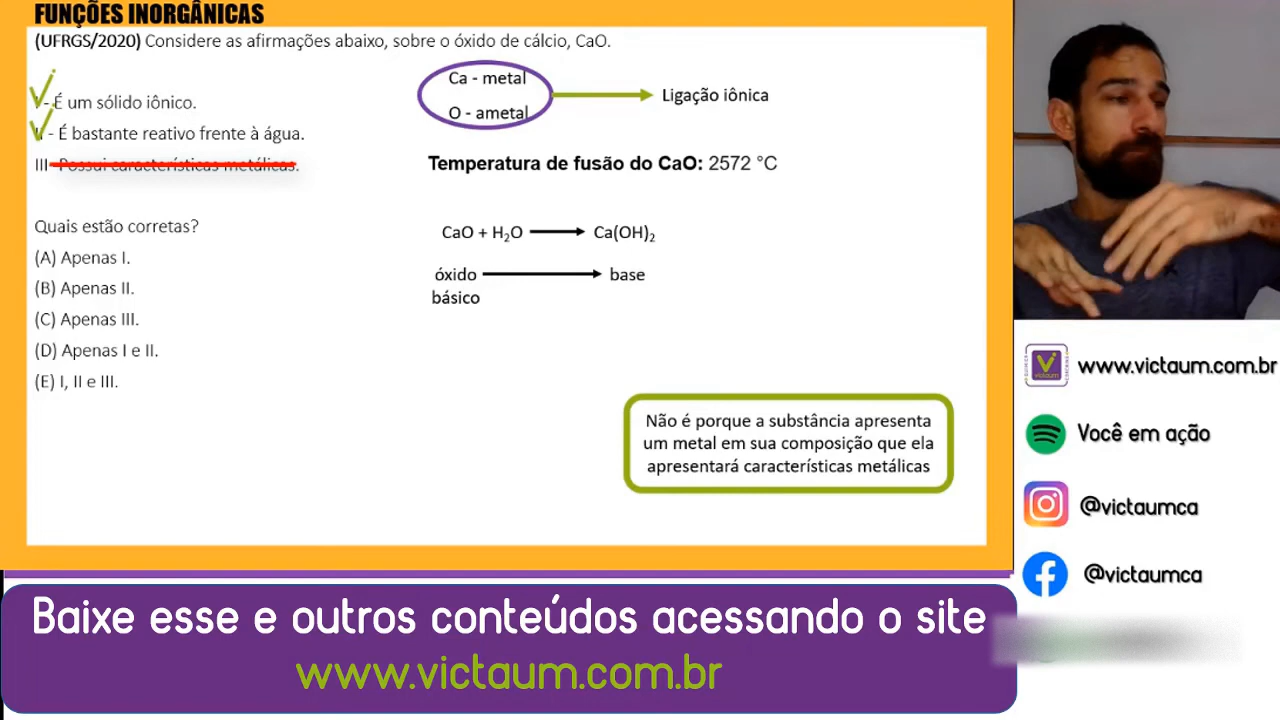 FUNÇÕES INORGÂNICAS
(UFRGS/2020) Considere as afirmações abaixo, sobre o óxido de cálcio, CaO.
- É um sólido iônico.
II - É bastante reativo frente à água.
III - Possui características metálicas.
Quais estão corretas?
(A) Apenas I.
(B) Apenas II.
(C) Apenas III.
(D) Apenas I e II.
(E) I, II e III.
Ca - metal
O - ametal
Ligação iônica
Temperatura de fusão do CaO: 2572 °C
CaO + H₂O → Ca(OH)₂
óxido → base
básico
Não é porque a substância apresenta
um metal em sua composição que ela
apresentará características metálicas
www.victaum.com.br
Você em ação
@victaumca
@victaumca
Baixe esse e outros conteúdos acessando o site
www.victaum.com.br